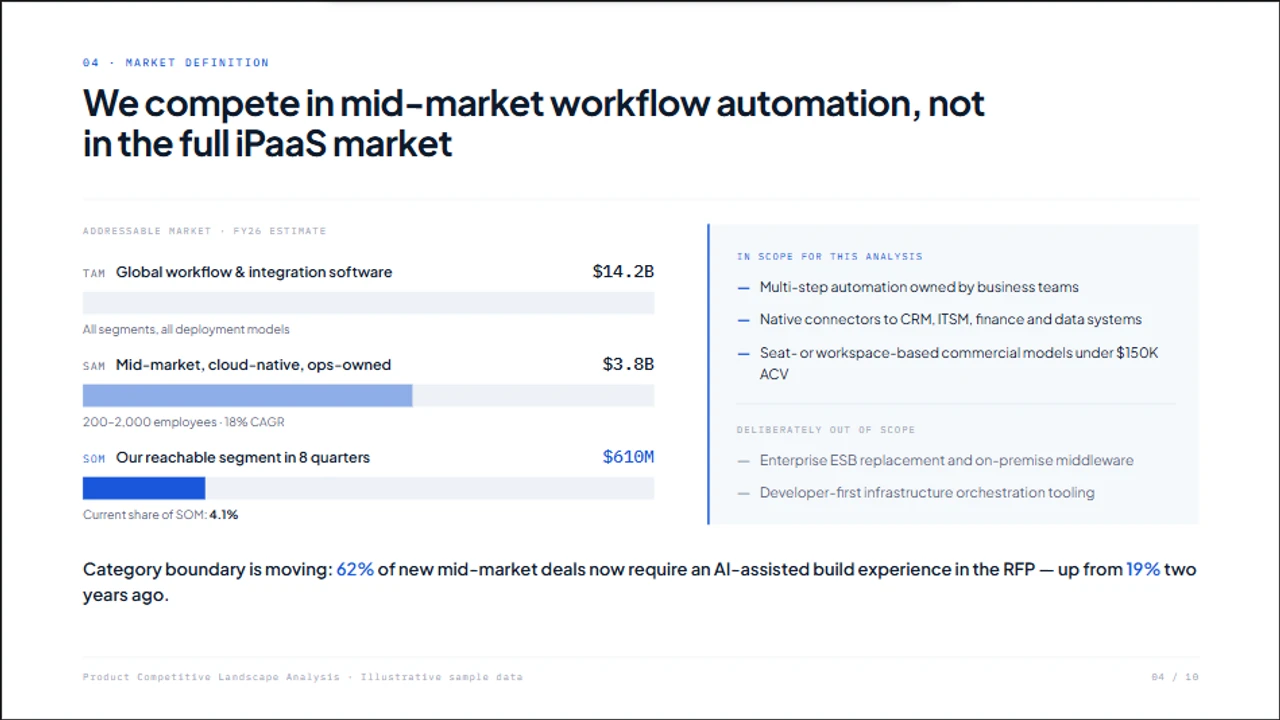 04 · MARKET DEFINITION
We compete in mid-market workflow automation, not
in the full iPaaS market
ADDRESSABLE MARKET · FY26 ESTIMATE
TAM Global workflow & integration software $14.2B
All segments, all deployment models
SAM Mid-market, cloud-native, ops-owned $3.8B
200–2,000 employees · 18% CAGR
SOM Our reachable segment in 8 quarters $610M
Current share of SOM: 4.1%
IN SCOPE FOR THIS ANALYSIS
— Multi-step automation owned by business teams
— Native connectors to CRM, ITSM, finance and data systems
— Seat- or workspace-based commercial models under $150K
ACV
DELIBERATELY OUT OF SCOPE
— Enterprise ESB replacement and on-premise middleware
— Developer-first infrastructure orchestration tooling
Category boundary is moving: 62% of new mid-market deals now require an AI-assisted build experience in the RFP — up from 19% two
years ago.
Product Competitive Landscape Analysis · Illustrative sample data
04 / 10